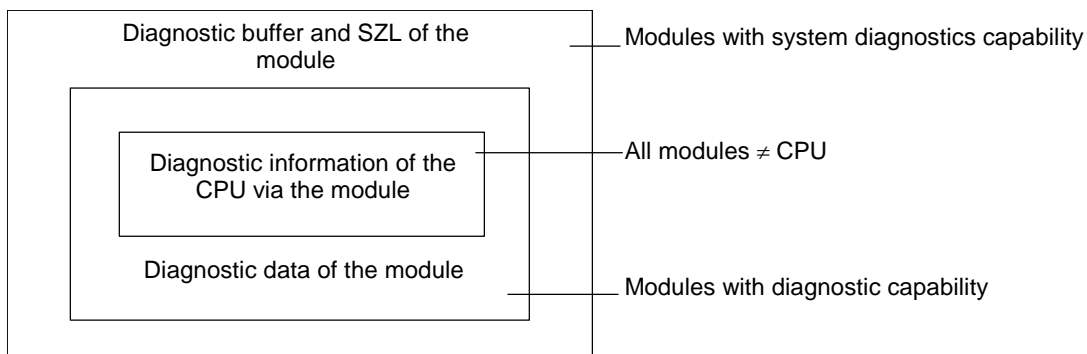 Diagnostic buffer and SZL of the
module
Modules with system diagnostics capability
Diagnostic information of the
CPU via the module
All modules ≠ CPU
Diagnostic data of the module
Modules with diagnostic capability